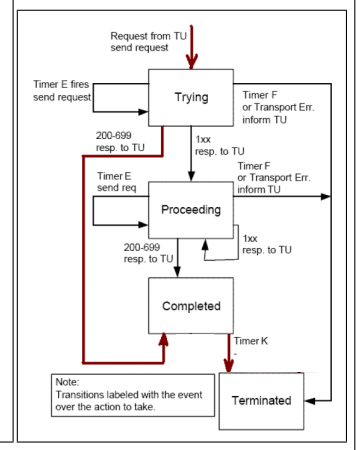 Request from TU
send request
Timer E fires
send request
Trying
Timer F
or Transport Err.
inform TU
200-699
resp. to TU
1xx
resp. to TU
Timer E
send req
Timer F
or Transport Err.
inform TU
Proceeding
200-699
resp. to TU
1xx
resp. to TU
Completed
Timer K
-
Note:
Transitions labeled with the event
over the action to take.
Terminated